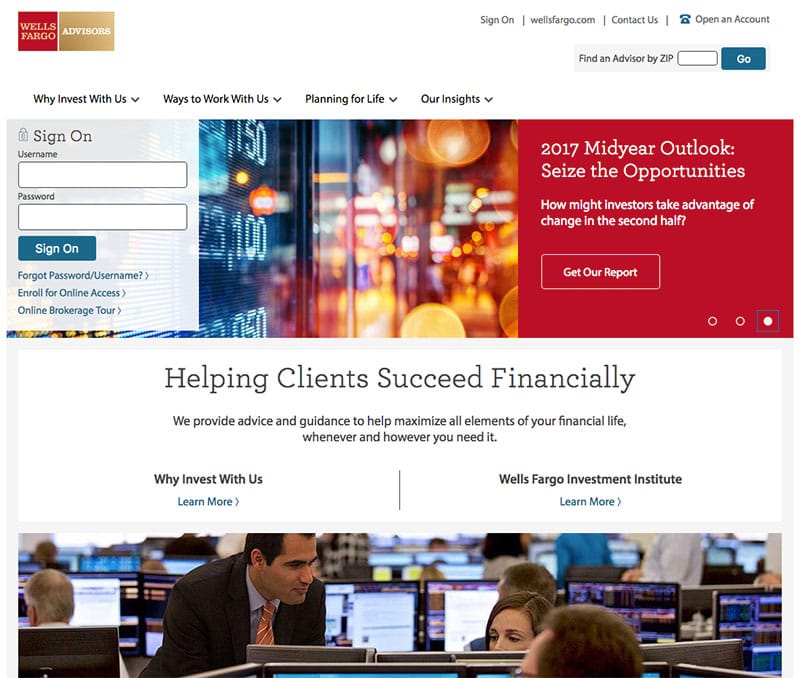 WELLS
FARGO
ADVISORS
Sign On | wellsfargo.com | Contact Us | Open an Account
Find an Advisor by ZIP Go
Why Invest With Us Ways to Work With Us Planning for Life Our Insights
Sign On
Username
Password
Sign On
Forgot Password/Username? 〉
Enroll for Online Access 〉
Online Brokerage Tour 〉
2017 Midyear Outlook:
Seize the Opportunities
How might investors take advantage of
change in the second half?
Get Our Report
Helping Clients Succeed Financially
We provide advice and guidance to help maximize all elements of your financial life,
whenever and however you need it.
Why Invest With Us
Learn More 〉
Wells Fargo Investment Institute
Learn More 〉